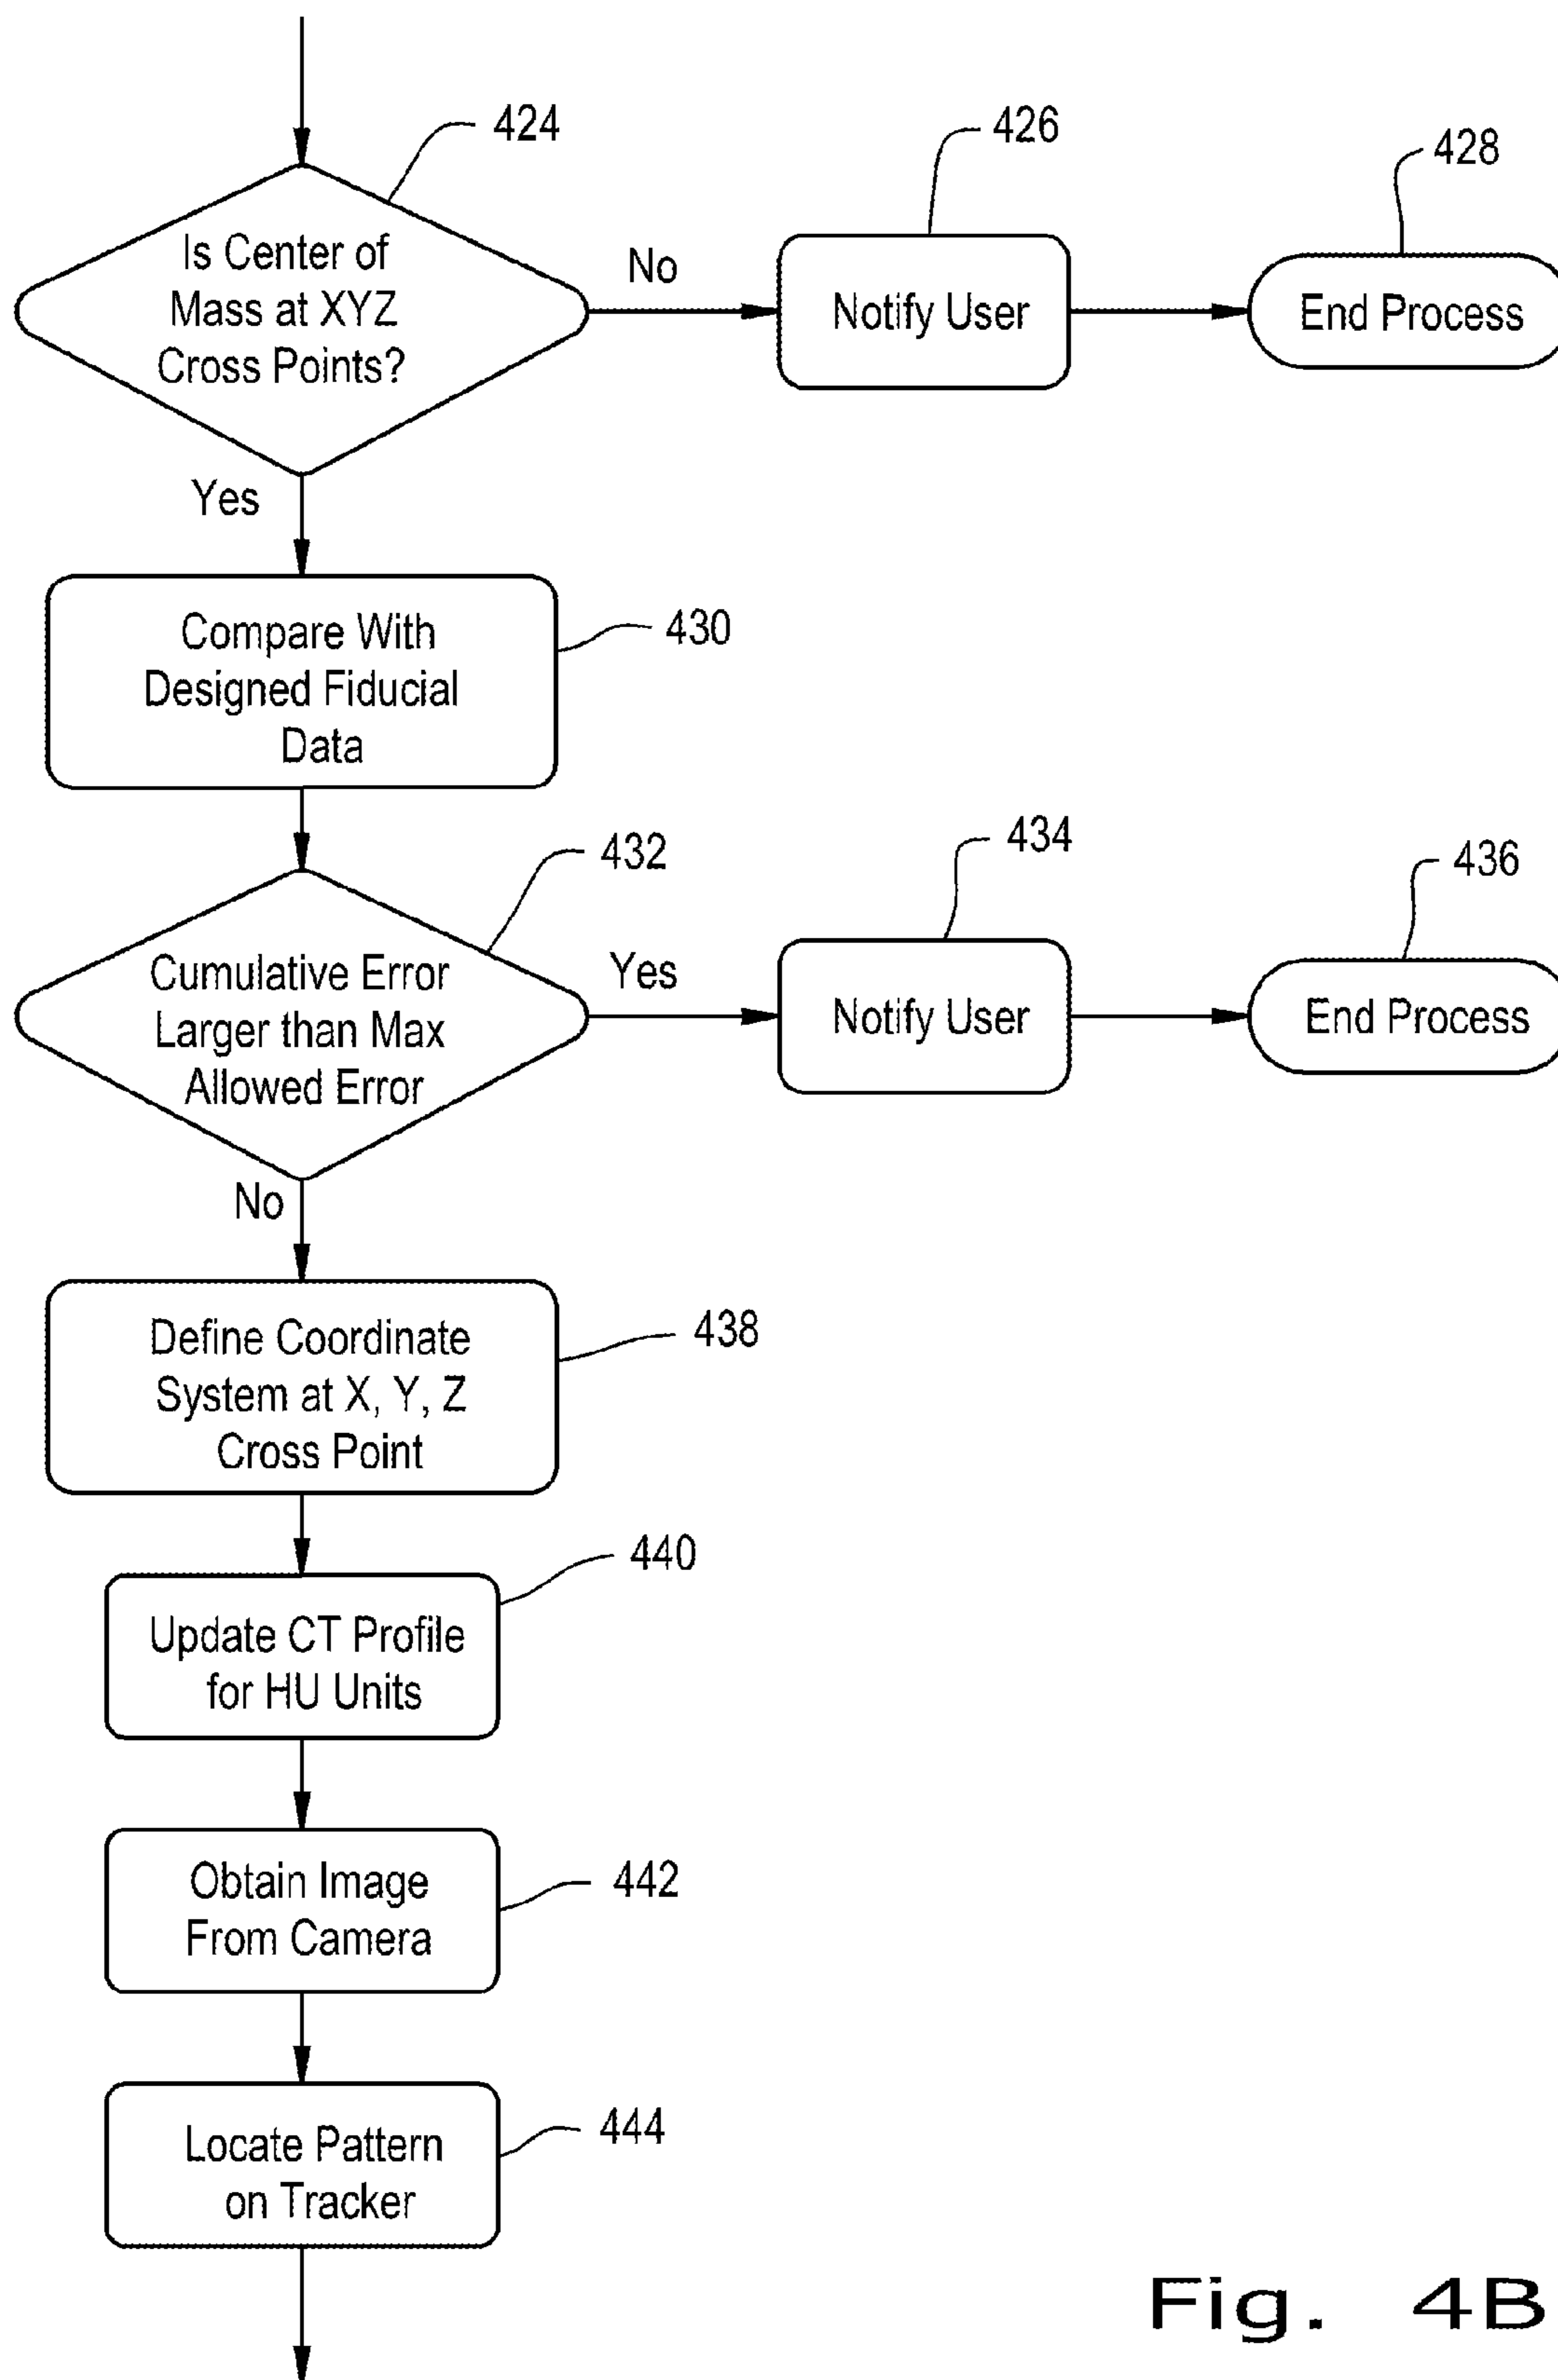 424
Is Center of
Mass at XYZ
Cross Points?
No
426
Notify User
428
End Process
Yes
Compare With
Designed Fiducial
Data
430
432
Cumulative Error
Larger than Max
Allowed Error
Yes
434
Notify User
436
End Process
No
Define Coordinate
System at X, Y, Z
Cross Point
438
440
Update CT Profile
for HU Units
Obtain Image
From Camera
442
Locate Pattern
on Tracker
444
Fig. 4B